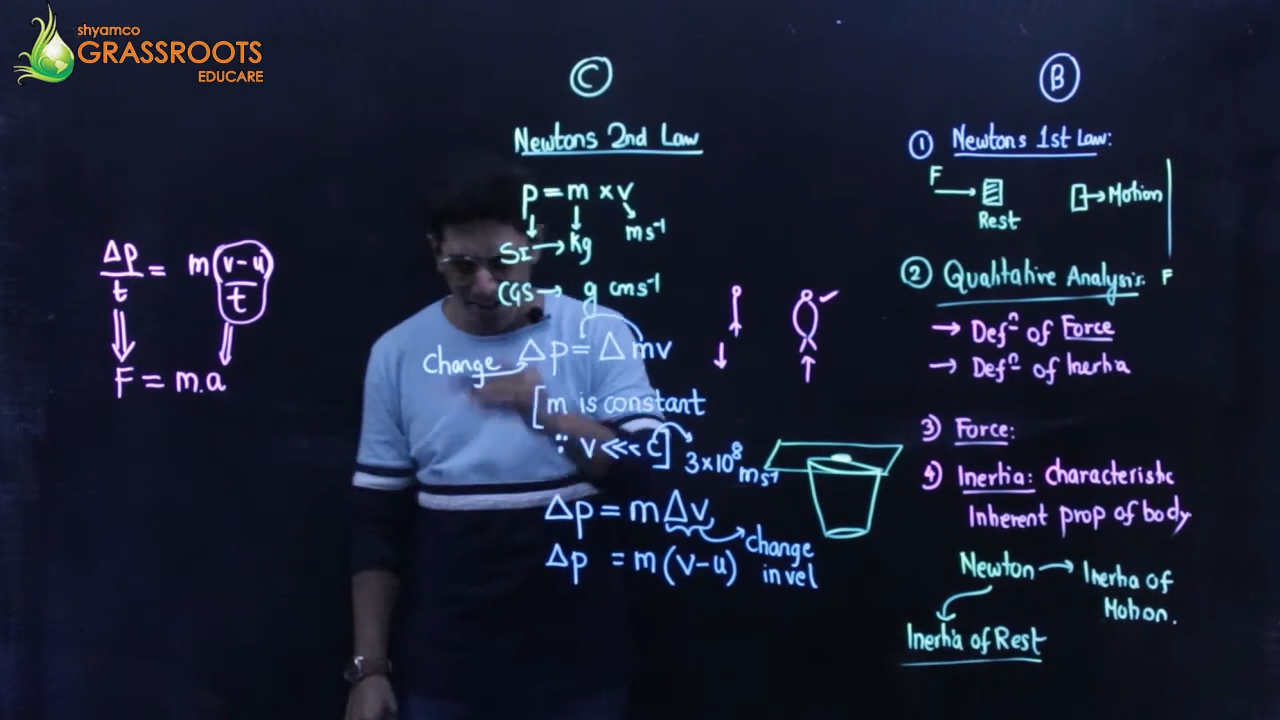 shyamco
GRASSROOTS
EDUCARE
Δp/t = m (v-u)/t
F = m.a
C
Newtons 2nd Law
p = m × v
SI → kg ms⁻¹
CGS → g cms⁻¹
Change Δp = Δmv
[m is constant
∵ v <<< c] 3×10⁸ ms⁻¹
Δp = mΔv
change
in vel
Δp = m(v-u)
B
① Newtons 1st Law:
F Rest Motion
② Qualitative Analysis: F
→ Defⁿ of Force
→ Defⁿ of Inertia
3) Force:
4) Inertia: characteristic
Inherent prop of body
Newton → Inertia of
Motion.
Inertia of Rest